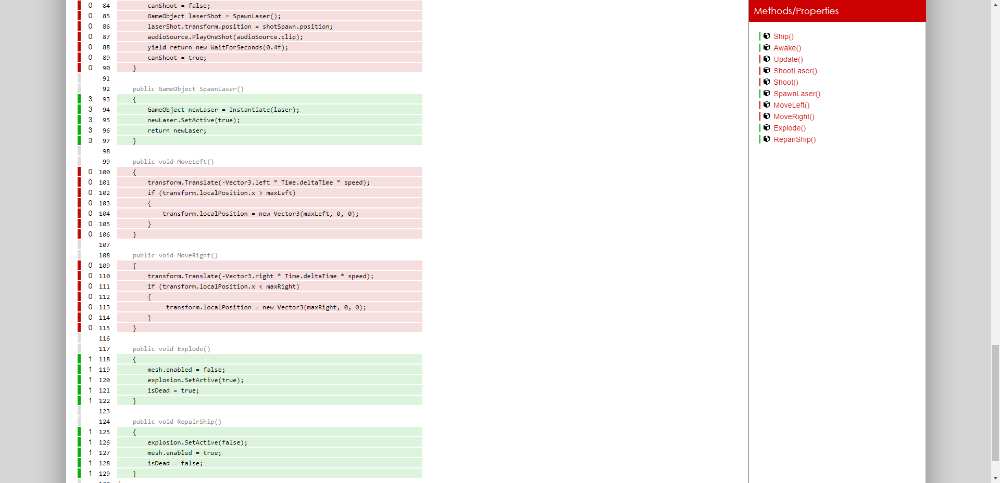 0 84 canShoot = false;
0 85 GameObject laserShot = SpawnLaser();
0 86 laserShot.transform.position = shotSpawn.position;
0 87 audioSource.PlayOneShot(audioSource.clip);
0 88 yield return new WaitForSeconds(0.4f);
0 89 canShoot = true;
0 90 }
91
92 public GameObject SpawnLaser()
3 93 {
3 94 GameObject newLaser = Instantiate(laser);
3 95 newLaser.SetActive(true);
3 96 return newLaser;
3 97 }
98
99 public void MoveLeft()
0 100 {
0 101 transform.Translate(-Vector3.left * Time.deltaTime * speed);
0 102 if (transform.localPosition.x > maxLeft)
0 103 {
0 104 transform.localPosition = new Vector3(maxLeft, 0, 0);
0 105 }
0 106 }
107
108 public void MoveRight()
0 109 {
0 110 transform.Translate(-Vector3.right * Time.deltaTime * speed);
0 111 if (transform.localPosition.x < maxRight)
0 112 {
0 113 transform.localPosition = new Vector3(maxRight, 0, 0);
0 114 }
0 115 }
116
117 public void Explode()
1 118 {
1 119 mesh.enabled = false;
1 120 explosion.SetActive(true);
1 121 isDead = true;
1 122 }
123
124 public void RepairShip()
1 125 {
1 126 explosion.SetActive(false);
1 127 mesh.enabled = true;
1 128 isDead = false;
1 129 }
Methods/Properties
Ship()
Awake()
Update()
ShootLaser()
Shoot()
SpawnLaser()
MoveLeft()
MoveRight()
Explode()
RepairShip()